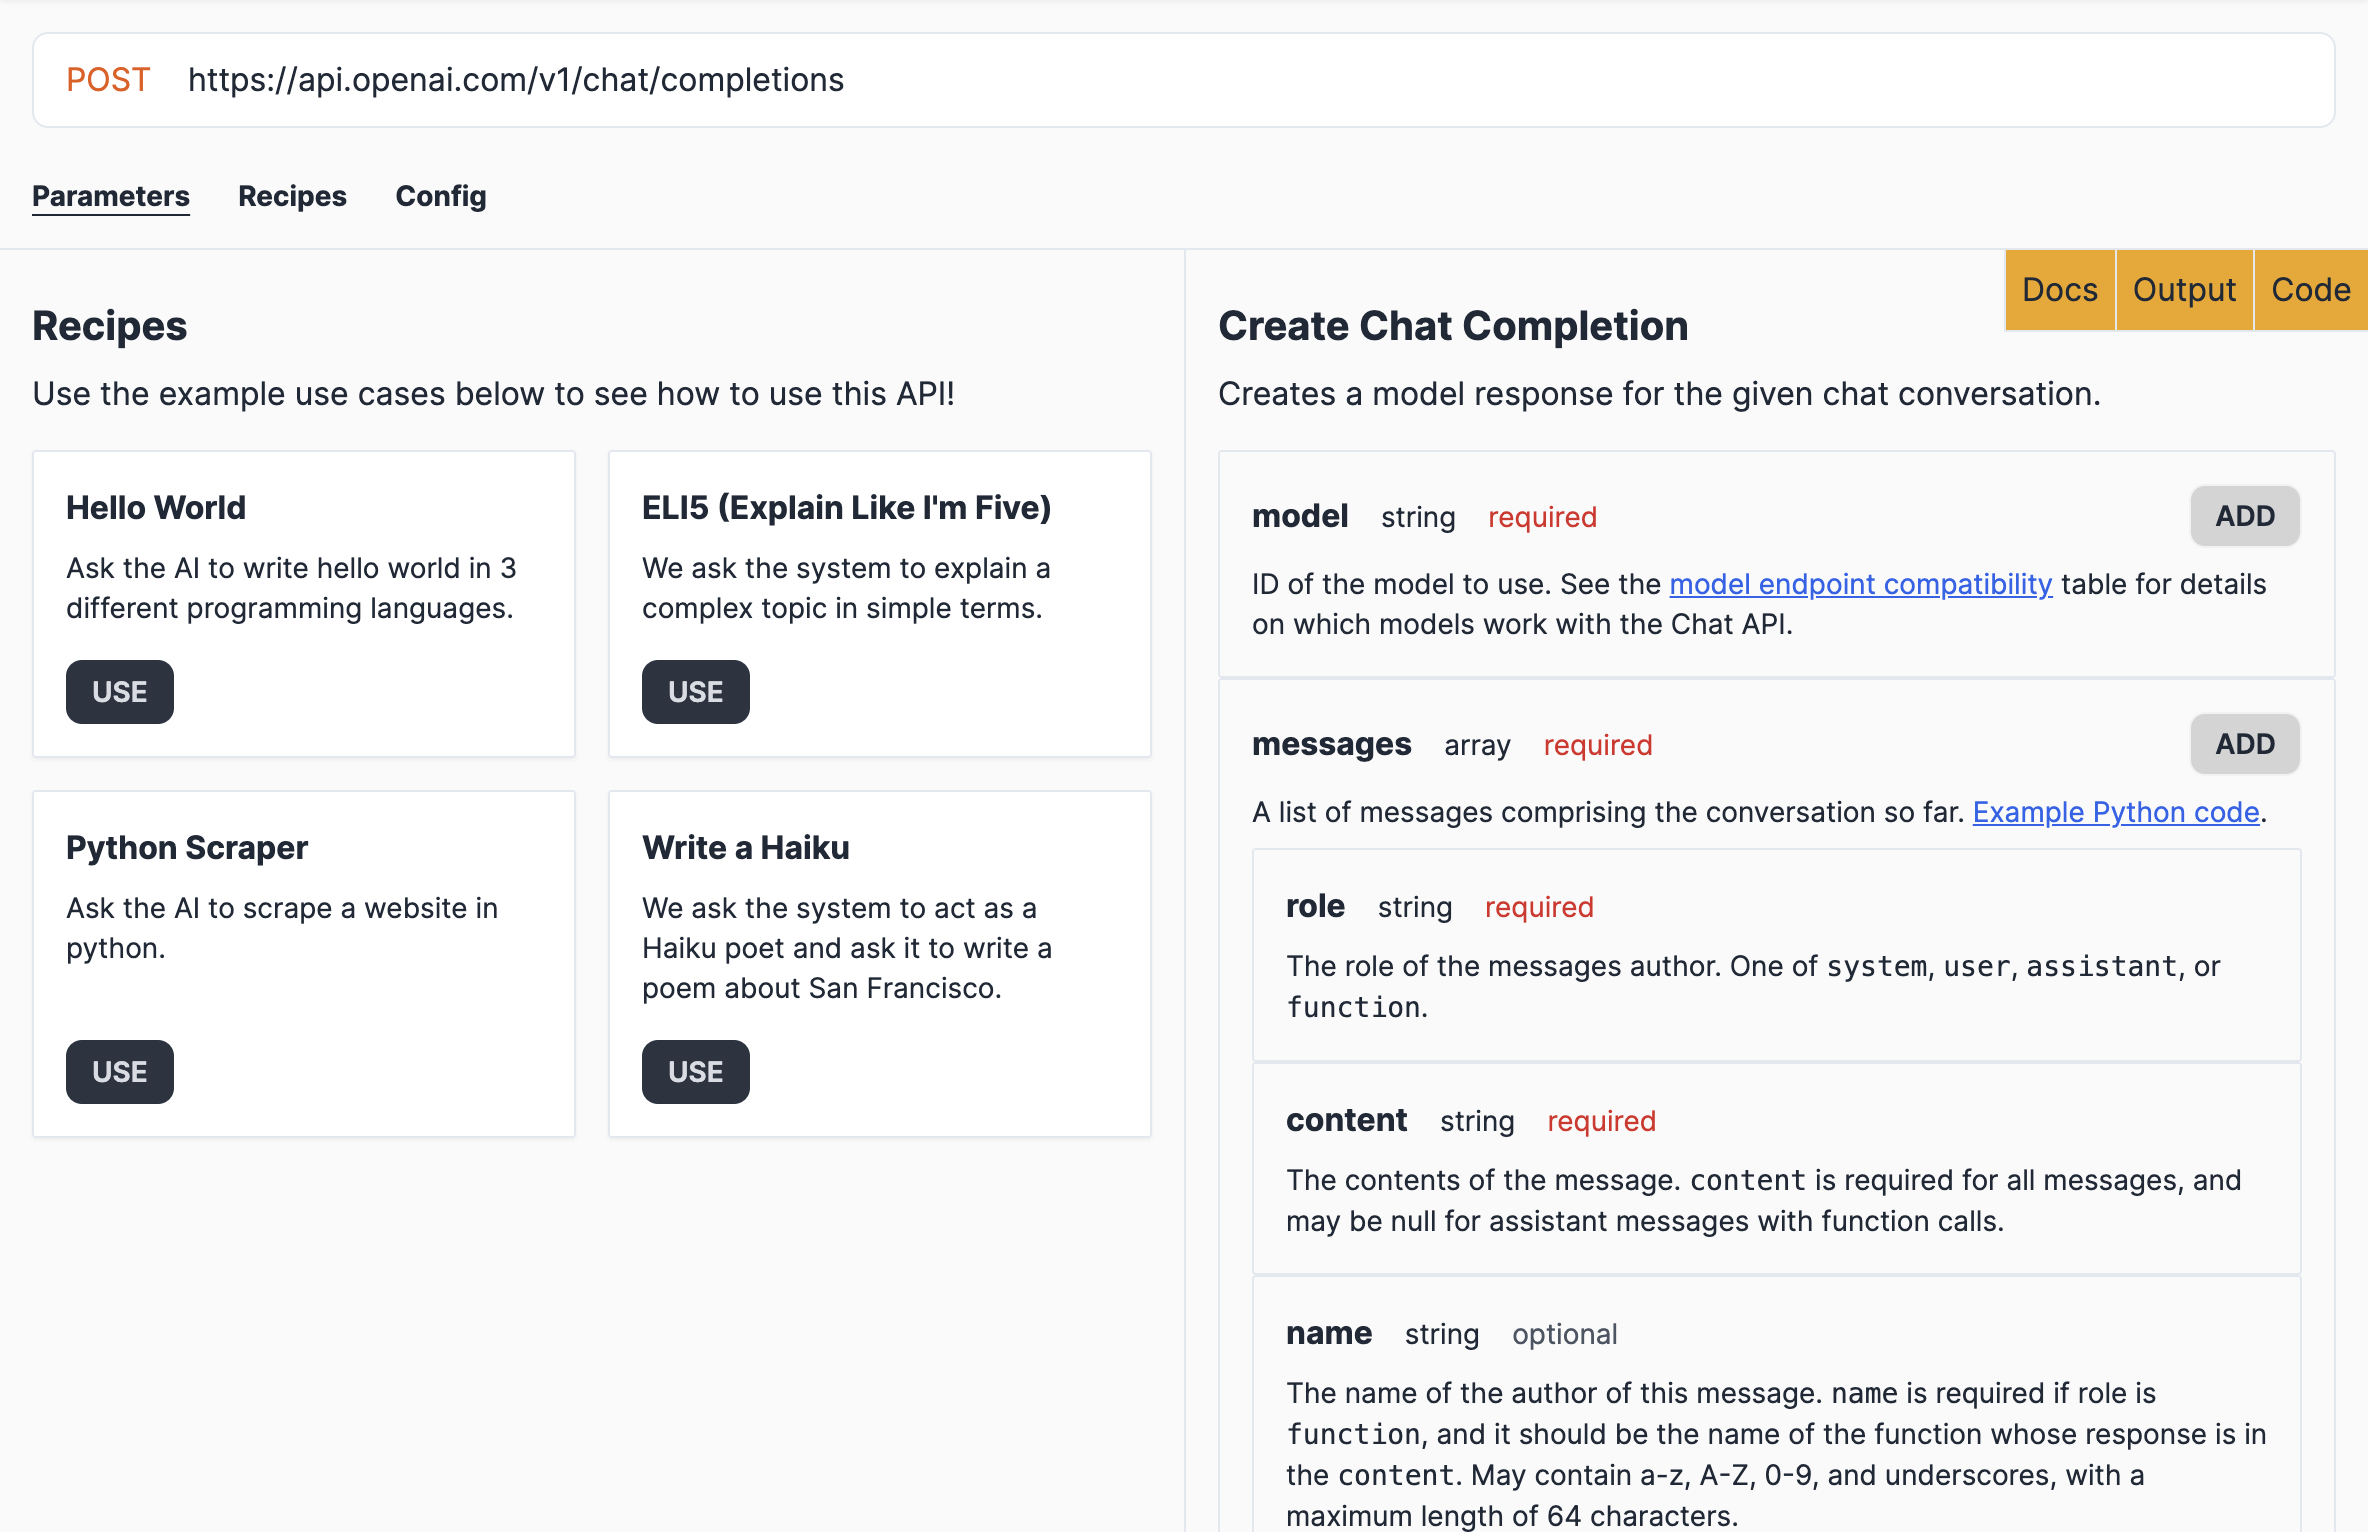 POST https://api.openai.com/v1/chat/completions
Parameters Recipes Config
Recipes
Use the example use cases below to see how to use this API!
Hello World
Ask the AI to write hello world in 3
different programming languages.
USE
ELI5 (Explain Like I'm Five)
We ask the system to explain a
complex topic in simple terms.
USE
Python Scraper
Ask the AI to scrape a website in
python.
USE
Write a Haiku
We ask the system to act as a
Haiku poet and ask it to write a
poem about San Francisco.
USE
Docs Output Code
Create Chat Completion
Creates a model response for the given chat conversation.
model string required ADD
ID of the model to use. See the model endpoint compatibility table for details
on which models work with the Chat API.
messages array required ADD
A list of messages comprising the conversation so far. Example Python code.
role string required
The role of the messages author. One of system, user, assistant, or
function.
content string required
The contents of the message. content is required for all messages, and
may be null for assistant messages with function calls.
name string optional
The name of the author of this message. name is required if role is
function, and it should be the name of the function whose response is in
the content. May contain a-z, A-Z, 0-9, and underscores, with a
maximum length of 64 characters.